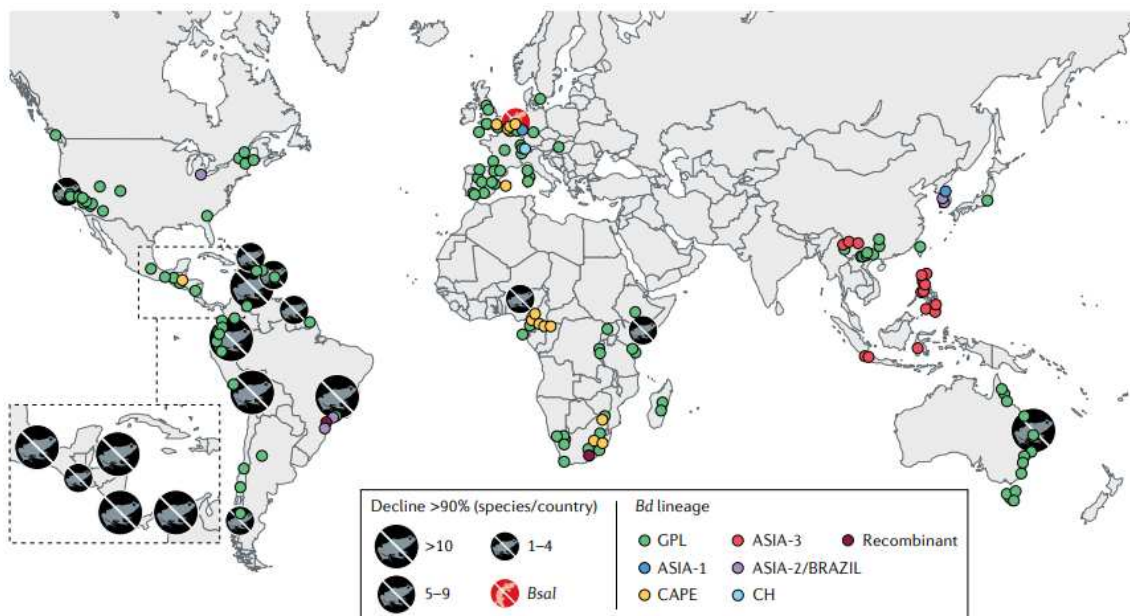 Decline >90% (species/country)
>10
1–4
5–9
Bsal
Bd lineage
GPL
ASIA-3
Recombinant
ASIA-1
ASIA-2/BRAZIL
CAPE
CH